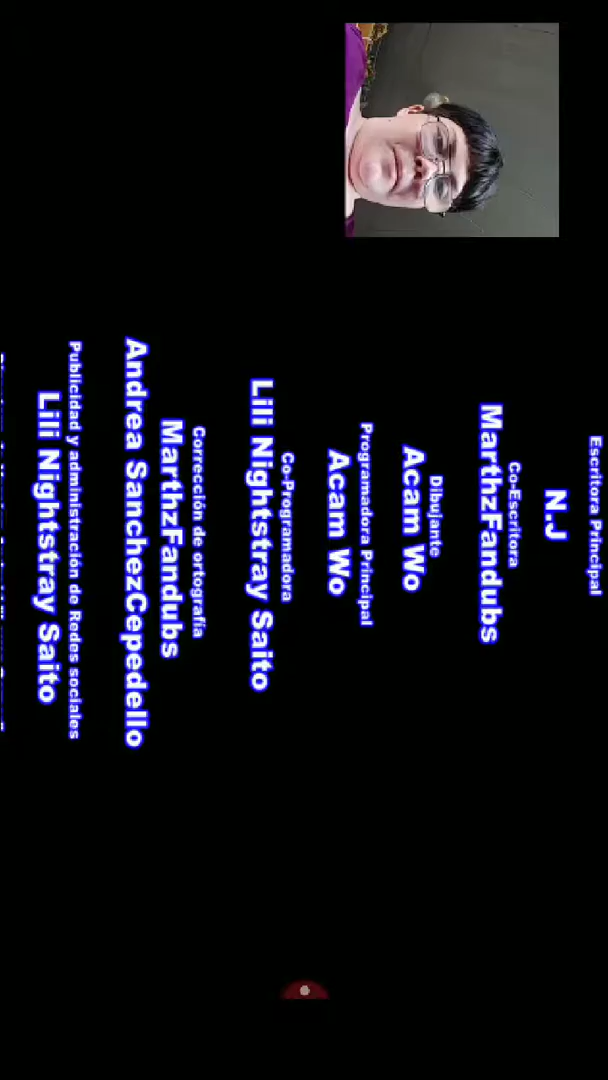 Escritora Principal
N.J
Co-Escritora
MarthzFandubs
Dibujante
Acam Wo
Programadora Principal
Acam Wo
Co-Programadora
Lili Nightstray Saito
Corrección de ortografía
MarthzFandubs
Andrea SanchezCepedello
Publicidad y administración de Redes sociales
Lili Nightstray Saito